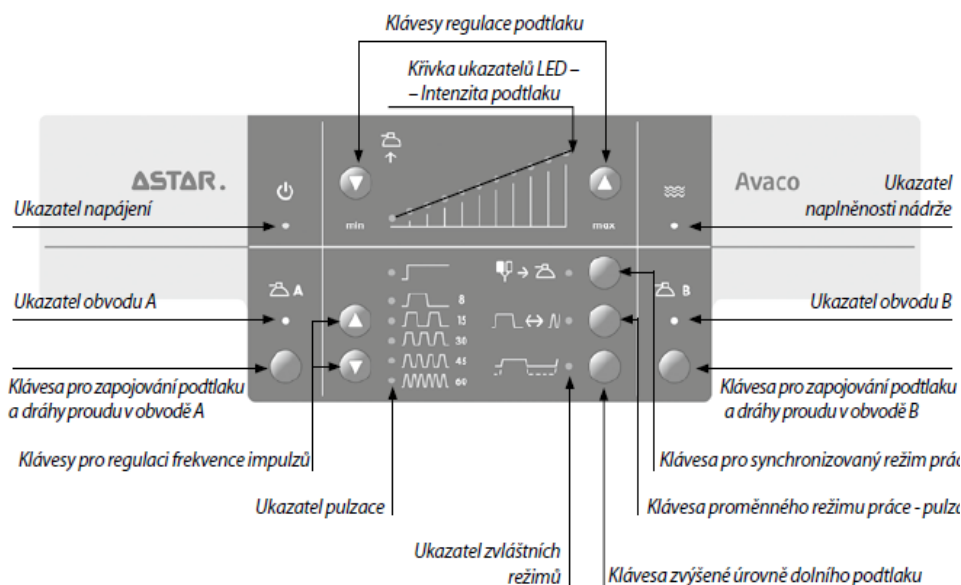 Klávesy regulace podtlaku
Křivka ukazatelů LED –
– Intenzita podtlaku
ASTAR.
Avaco
Ukazatel napájení
min
max
Ukazatel
naplněnosti nádrže
Ukazatel obvodu A
A
8
15
30
45
60
B
Ukazatel obvodu B
Klávesa pro zapojování podtlaku
a dráhy proudu v obvodě A
Klávesa pro zapojování podtlaku
a dráhy proudu v obvodě B
Klávesy pro regulaci frekvence impulzů
Klávesa pro synchronizovaný režim prác
Ukazatel pulzace
Klávesa proměnného režimu práce - pulza
Ukazatel zvláštních
režimů
Klávesa zvýšené úrovně dolního podtlaku